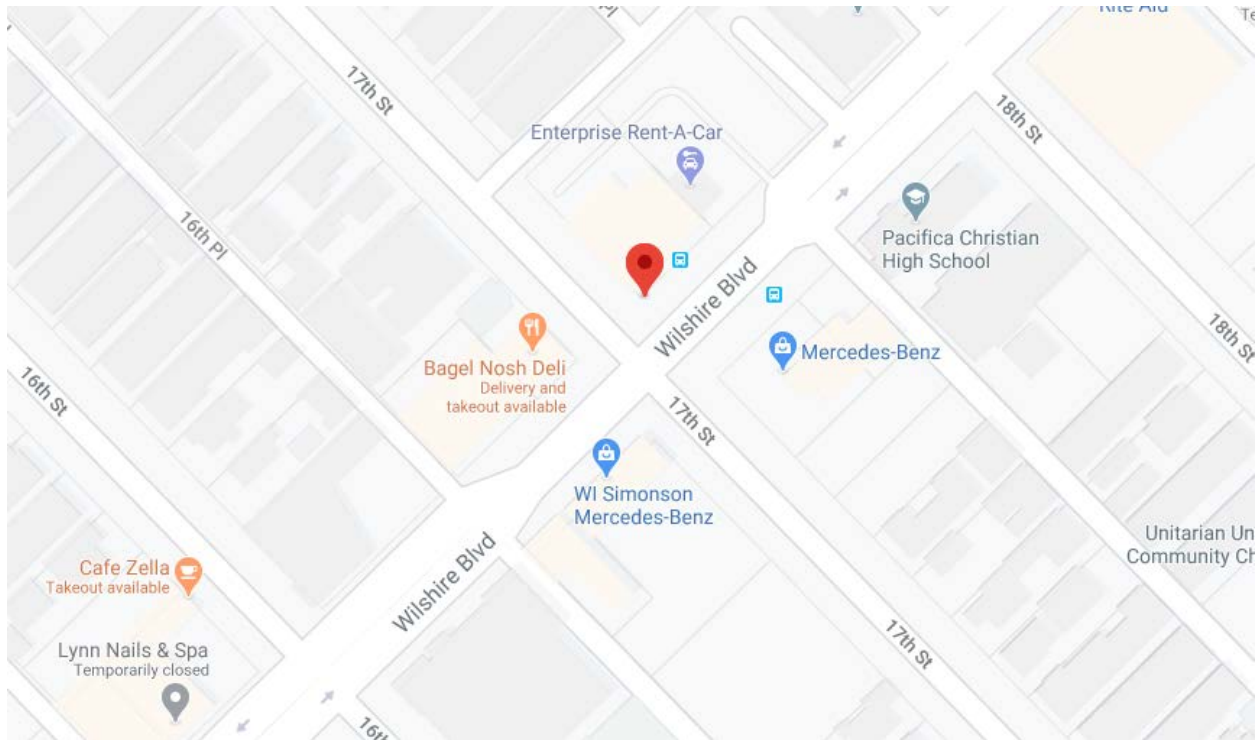 Rite Aid
17th St
18th St
Enterprise Rent-A-Car
16th Pl
Pacifica Christian
High School
Wilshire Blvd
Bagel Nosh Deli
Delivery and
takeout available
Mercedes-Benz
18th St
16th St
17th St
WI Simonson
Mercedes-Benz
Unitarian Un
Community Ch
Wilshire Blvd
Cafe Zella
Takeout available
17th St
Lynn Nails & Spa
Temporarily closed
16th